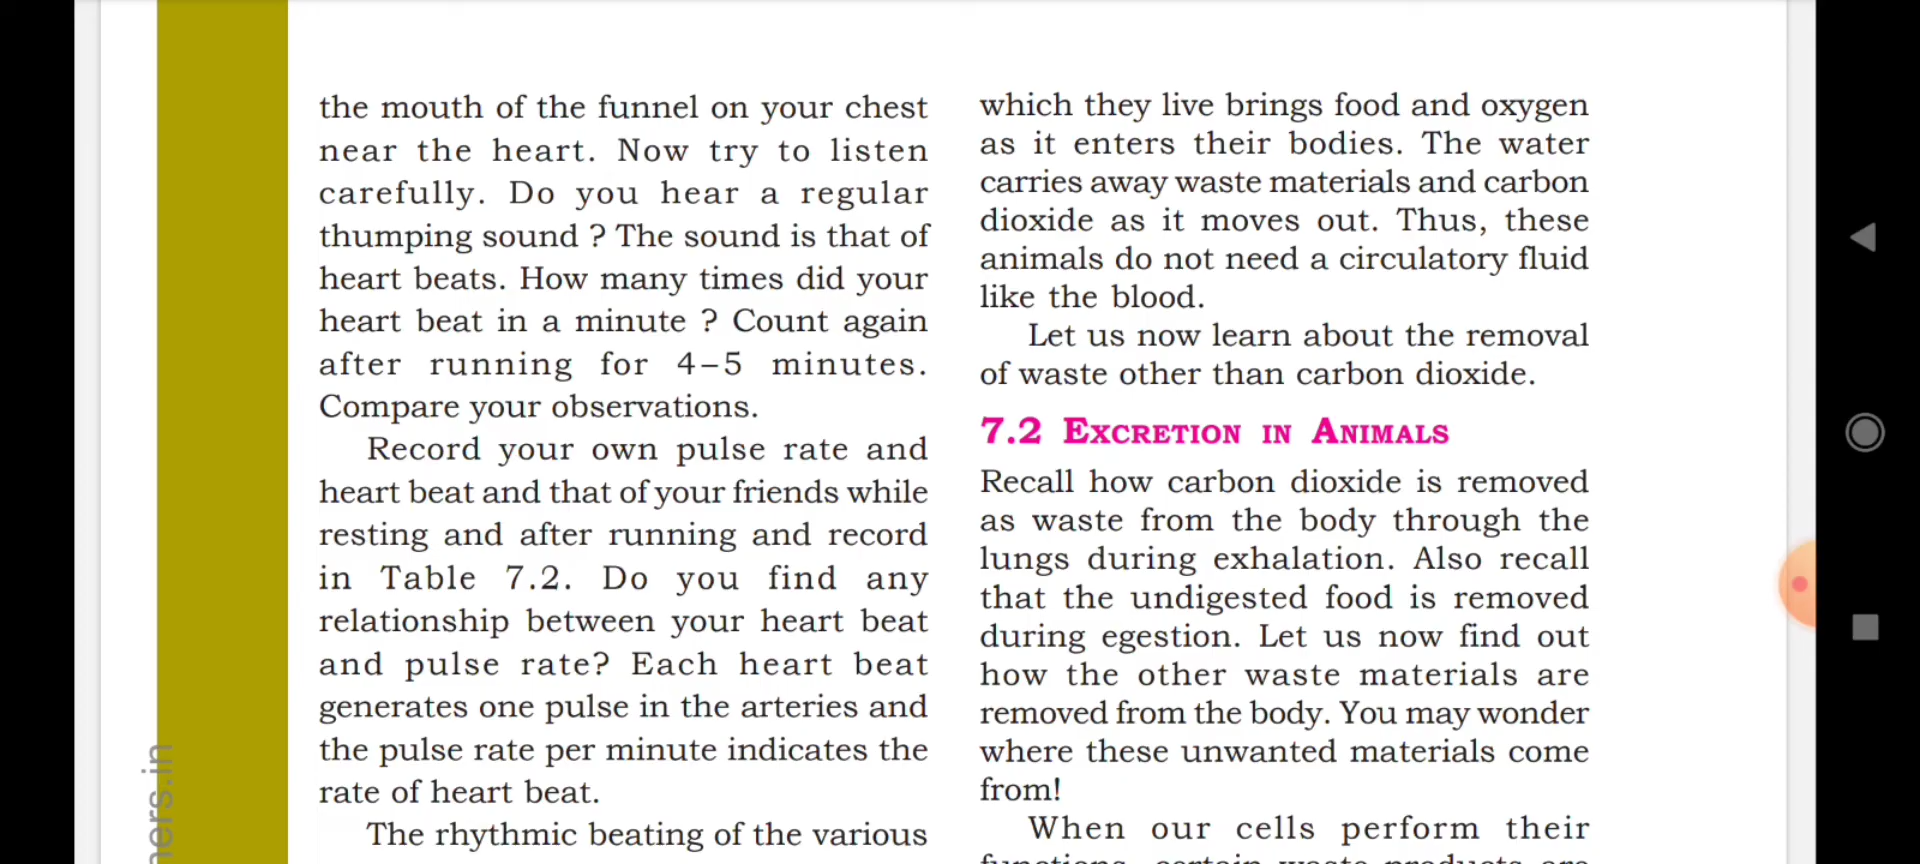 the mouth of the funnel on your chest
near the heart. Now try to listen
carefully. Do you hear a regular
thumping sound ? The sound is that of
heart beats. How many times did your
heart beat in a minute ? Count again
after running for 4–5 minutes.
Compare your observations.
Record your own pulse rate and
heart beat and that of your friends while
resting and after running and record
in Table 7.2. Do you find any
relationship between your heart beat
and pulse rate? Each heart beat
generates one pulse in the arteries and
the pulse rate per minute indicates the
rate of heart beat.
The rhythmic beating of the various
which they live brings food and oxygen
as it enters their bodies. The water
carries away waste materials and carbon
dioxide as it moves out. Thus, these
animals do not need a circulatory fluid
like the blood.
Let us now learn about the removal
of waste other than carbon dioxide.
7.2 EXCRETION IN ANIMALS
Recall how carbon dioxide is removed
as waste from the body through the
lungs during exhalation. Also recall
that the undigested food is removed
during egestion. Let us now find out
how the other waste materials are
removed from the body. You may wonder
where these unwanted materials come
from!
When our cells perform their